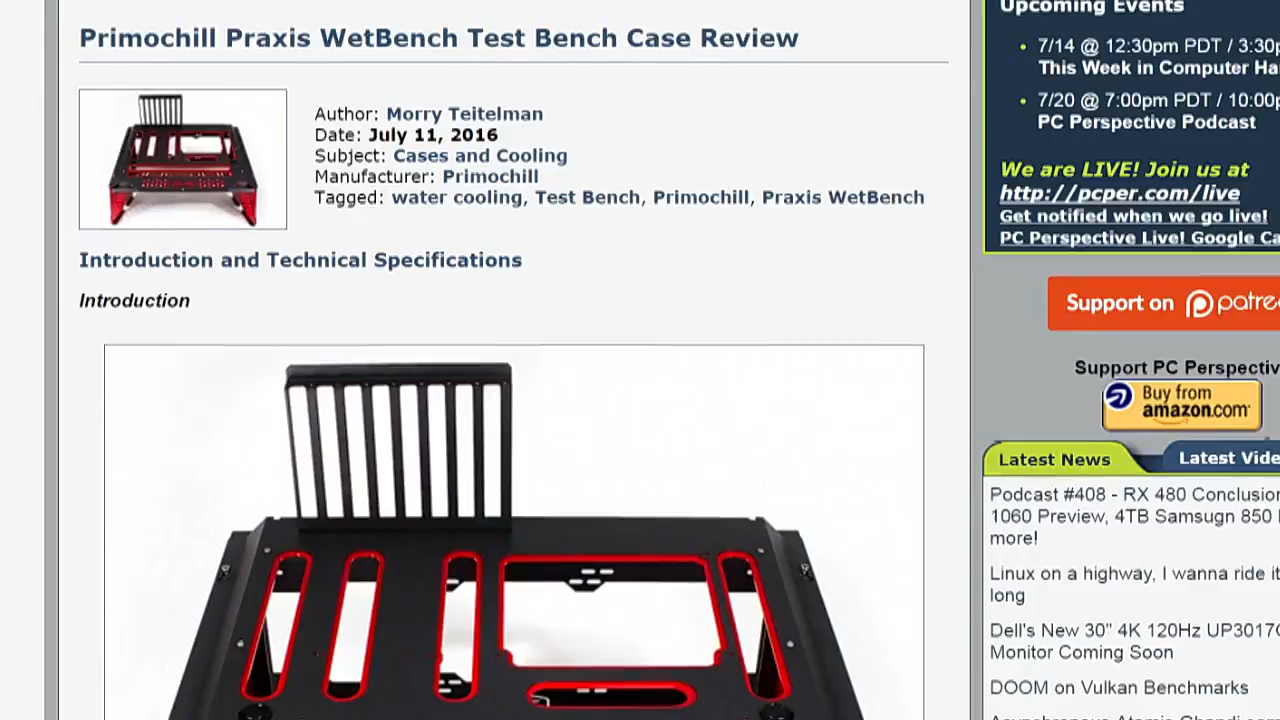 Primochill Praxis WetBench Test Bench Case Review
Author: Morry Teitelman
Date: July 11, 2016
Subject: Cases and Cooling
Manufacturer: Primochill
Tagged: water cooling, Test Bench, Primochill, Praxis WetBench
Introduction and Technical Specifications
Introduction
Upcoming Events
7/14 @ 12:30pm PDT / 3:30p
This Week in Computer Ha
7/20 @ 7:00pm PDT / 10:00p
PC Perspective Podcast
We are LIVE! Join us at
http://pcper.com/live
Get notified when we go live!
PC Perspective Live! Google Ca
Support on patre
Support PC Perspectiv
Buy from
amazon.com
Latest News
Latest Vide
Podcast #408 - RX 480 Conclusion
1060 Preview, 4TB Samsugn 850
more!
Linux on a highway, I wanna ride it
long
Dell's New 30" 4K 120Hz UP3017Q
Monitor Coming Soon
DOOM on Vulkan Benchmarks